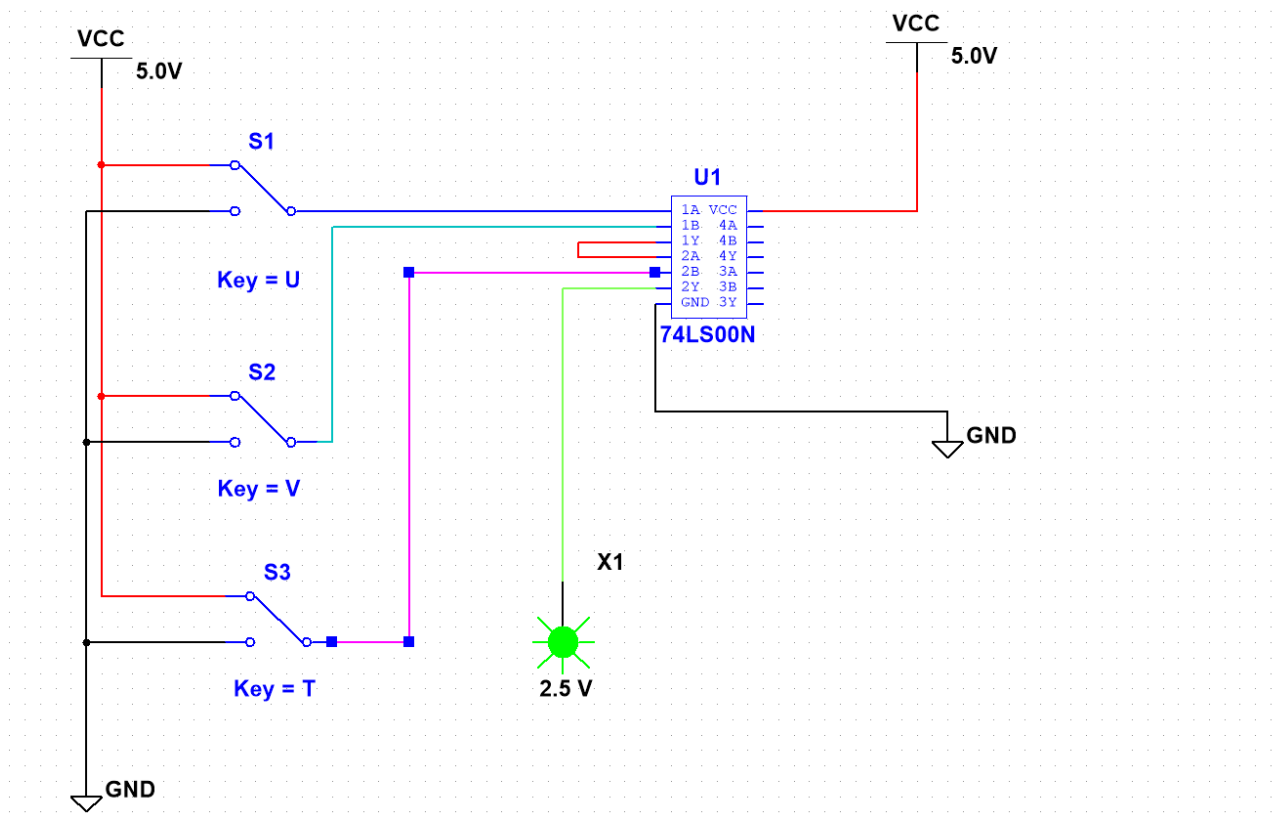 VCC
5.0V
VCC
5.0V
S1
Key = U
U1
1A VCC
1B 4A
1Y 4B
2A 4Y
2B 3A
2Y 3B
GND 3Y
74LS00N
S2
Key = V
GND
S3
Key = T
X1
2.5 V
GND